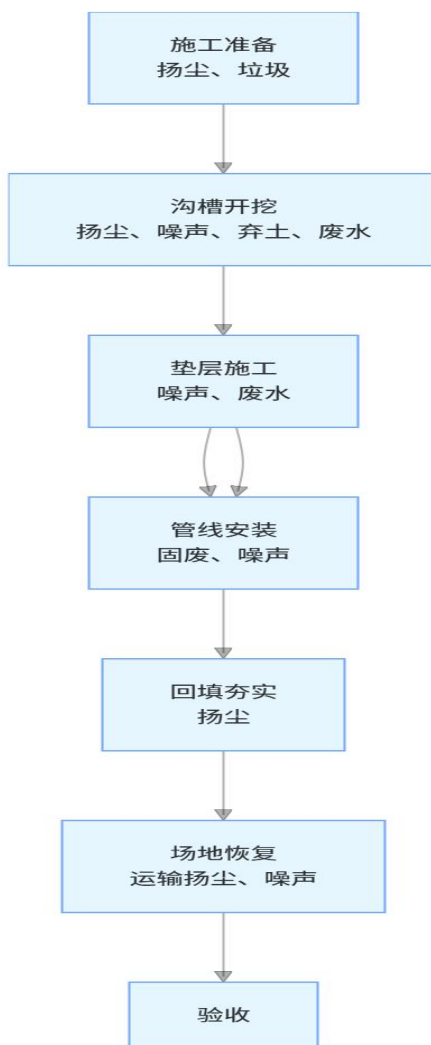 施工准备
扬尘、垃圾
沟槽开挖
扬尘、噪声、弃土、废水
垫层施工
噪声、废水
管线安装
固废、噪声
回填夯实
扬尘
场地恢复
运输扬尘、噪声
验收